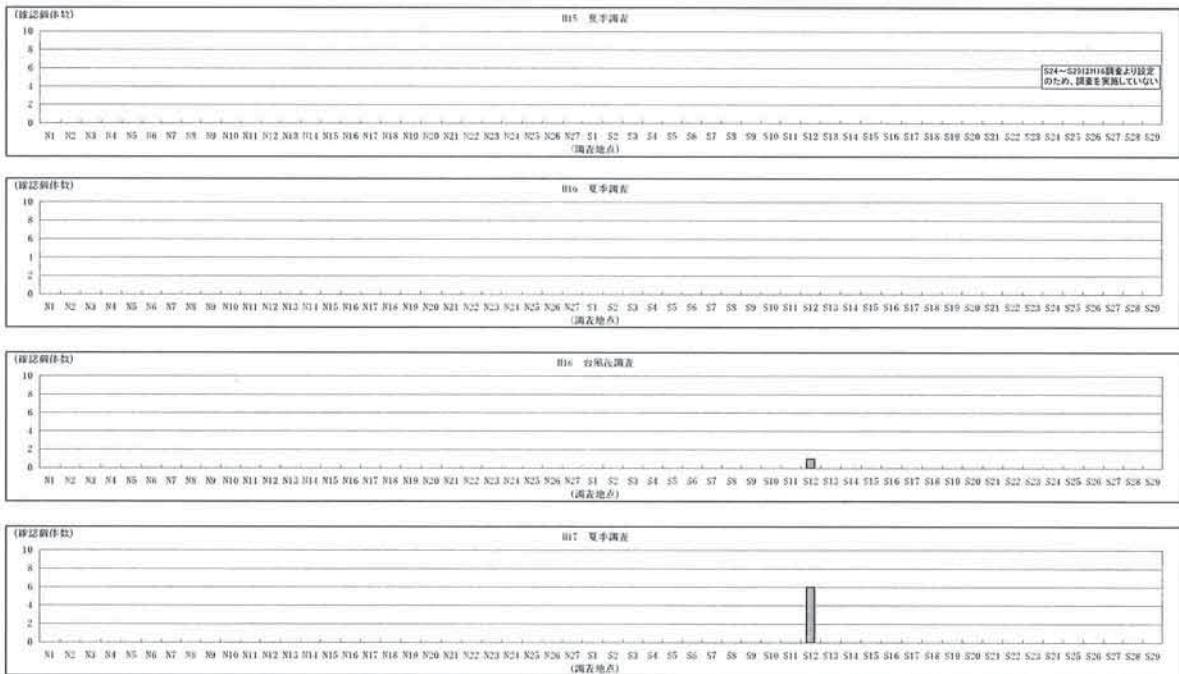 (確認個体数)
H15 夏季調査
10
8
6
4
2
0
S24～S29はH16調査より設定
のため、調査を実施していない
N1 N2 N3 N4 N5 N6 N7 N8 N9 N10 N11 N12 N13 N14 N15 N16 N17 N18 N19 N20 N21 N22 N23 N24 N25 N26 N27 S1 S2 S3 S4 S5 S6 S7 S8 S9 S10 S11 S12 S13 S14 S15 S16 S17 S18 S19 S20 S21 S22 S23 S24 S25 S26 S27 S28 S29
(調査地点)
(確認個体数)
H16 夏季調査
10
8
6
4
2
0
N1 N2 N3 N4 N5 N6 N7 N8 N9 N10 N11 N12 N13 N14 N15 N16 N17 N18 N19 N20 N21 N22 N23 N24 N25 N26 N27 S1 S2 S3 S4 S5 S6 S7 S8 S9 S10 S11 S12 S13 S14 S15 S16 S17 S18 S19 S20 S21 S22 S23 S24 S25 S26 S27 S28 S29
(調査地点)
(確認個体数)
H16 台風後調査
10
8
6
4
2
0
N1 N2 N3 N4 N5 N6 N7 N8 N9 N10 N11 N12 N13 N14 N15 N16 N17 N18 N19 N20 N21 N22 N23 N24 N25 N26 N27 S1 S2 S3 S4 S5 S6 S7 S8 S9 S10 S11 S12 S13 S14 S15 S16 S17 S18 S19 S20 S21 S22 S23 S24 S25 S26 S27 S28 S29
(調査地点)
(確認個体数)
H17 夏季調査
10
8
6
4
2
0
N1 N2 N3 N4 N5 N6 N7 N8 N9 N10 N11 N12 N13 N14 N15 N16 N17 N18 N19 N20 N21 N22 N23 N24 N25 N26 N27 S1 S2 S3 S4 S5 S6 S7 S8 S9 S10 S11 S12 S13 S14 S15 S16 S17 S18 S19 S20 S21 S22 S23 S24 S25 S26 S27 S28 S29
(調査地点)